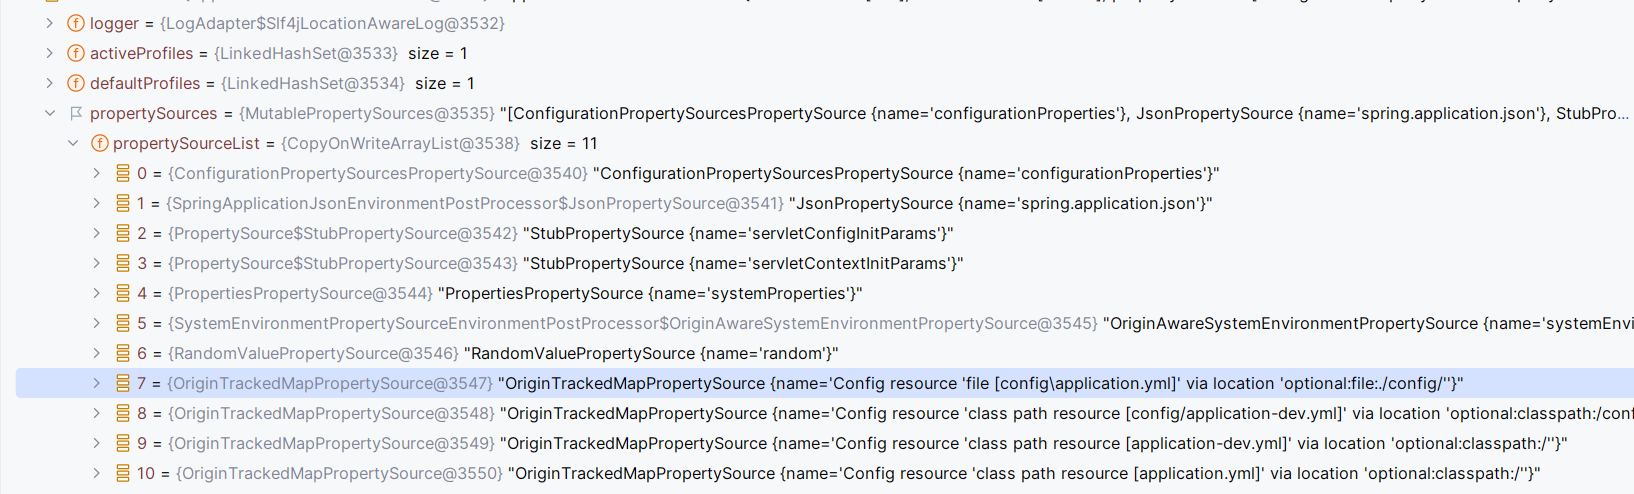 logger = {LogAdapter$Slf4jLocationAwareLog@3532}
activeProfiles = {LinkedHashSet@3533} size = 1
defaultProfiles = {LinkedHashSet@3534} size = 1
propertySources = {MutablePropertySources@3535} "[ConfigurationPropertySourcesPropertySource {name='configurationProperties'}, JsonPropertySource {name='spring.application.json'}, StubPro...
propertySourceList = {CopyOnWriteArrayList@3538} size = 11
0 = {ConfigurationPropertySourcesPropertySource@3540} "ConfigurationPropertySourcesPropertySource {name='configurationProperties'}"
1 = {SpringApplicationJsonEnvironmentPostProcessor$JsonPropertySource@3541} "JsonPropertySource {name='spring.application.json'}"
2 = {PropertySource$StubPropertySource@3542} "StubPropertySource {name='servletConfigInitParams'}"
3 = {PropertySource$StubPropertySource@3543} "StubPropertySource {name='servletContextInitParams'}"
4 = {PropertiesPropertySource@3544} "PropertiesPropertySource {name='systemProperties'}"
5 = {SystemEnvironmentPropertySourceEnvironmentPostProcessor$OriginAwareSystemEnvironmentPropertySource@3545} "OriginAwareSystemEnvironmentPropertySource {name='systemEnvi
6 = {RandomValuePropertySource@3546} "RandomValuePropertySource {name='random'}"
7 = {OriginTrackedMapPropertySource@3547} "OriginTrackedMapPropertySource {name='Config resource 'file [config\application.yml]' via location 'optional:file:./config/''}"
8 = {OriginTrackedMapPropertySource@3548} "OriginTrackedMapPropertySource {name='Config resource 'class path resource [config/application-dev.yml]' via location 'optional:classpath:/conf
9 = {OriginTrackedMapPropertySource@3549} "OriginTrackedMapPropertySource {name='Config resource 'class path resource [application-dev.yml]' via location 'optional:classpath:/''}"
10 = {OriginTrackedMapPropertySource@3550} "OriginTrackedMapPropertySource {name='Config resource 'class path resource [application.yml]' via location 'optional:classpath:/''}"